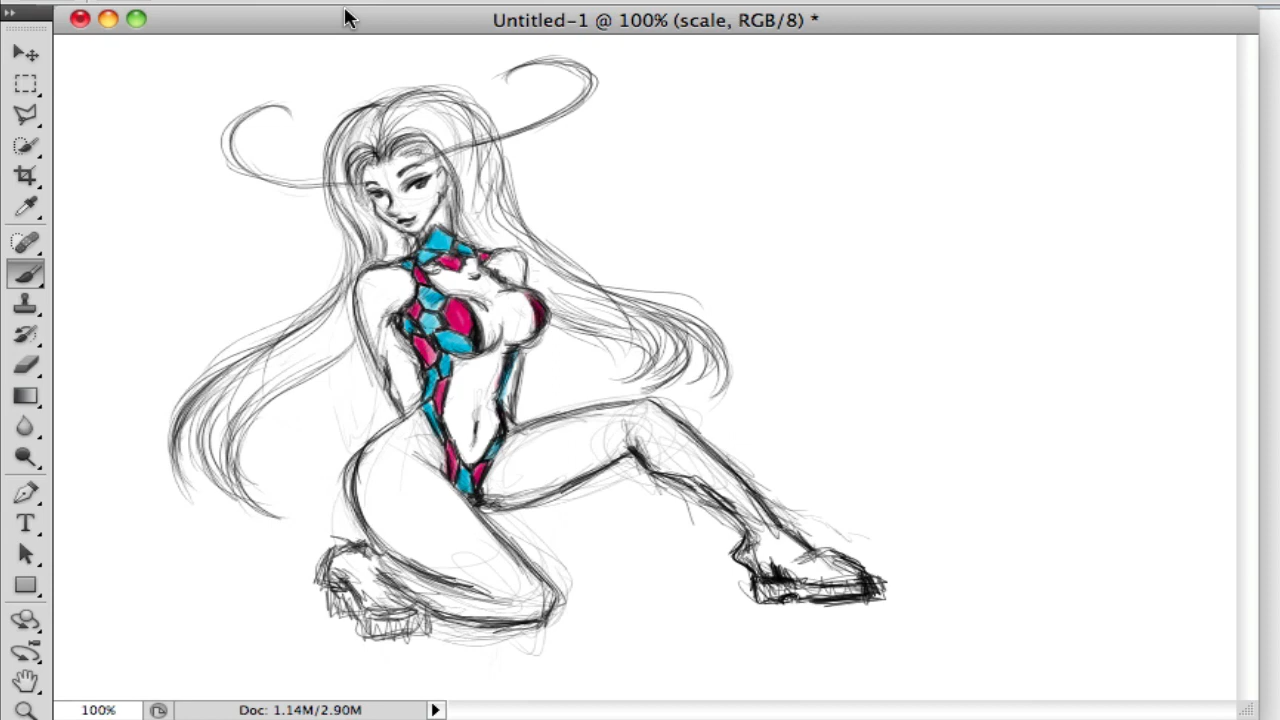 Untitled-1 @ 100% (scale, RGB/8) *
T
100%
Doc: 1.14M/2.90M